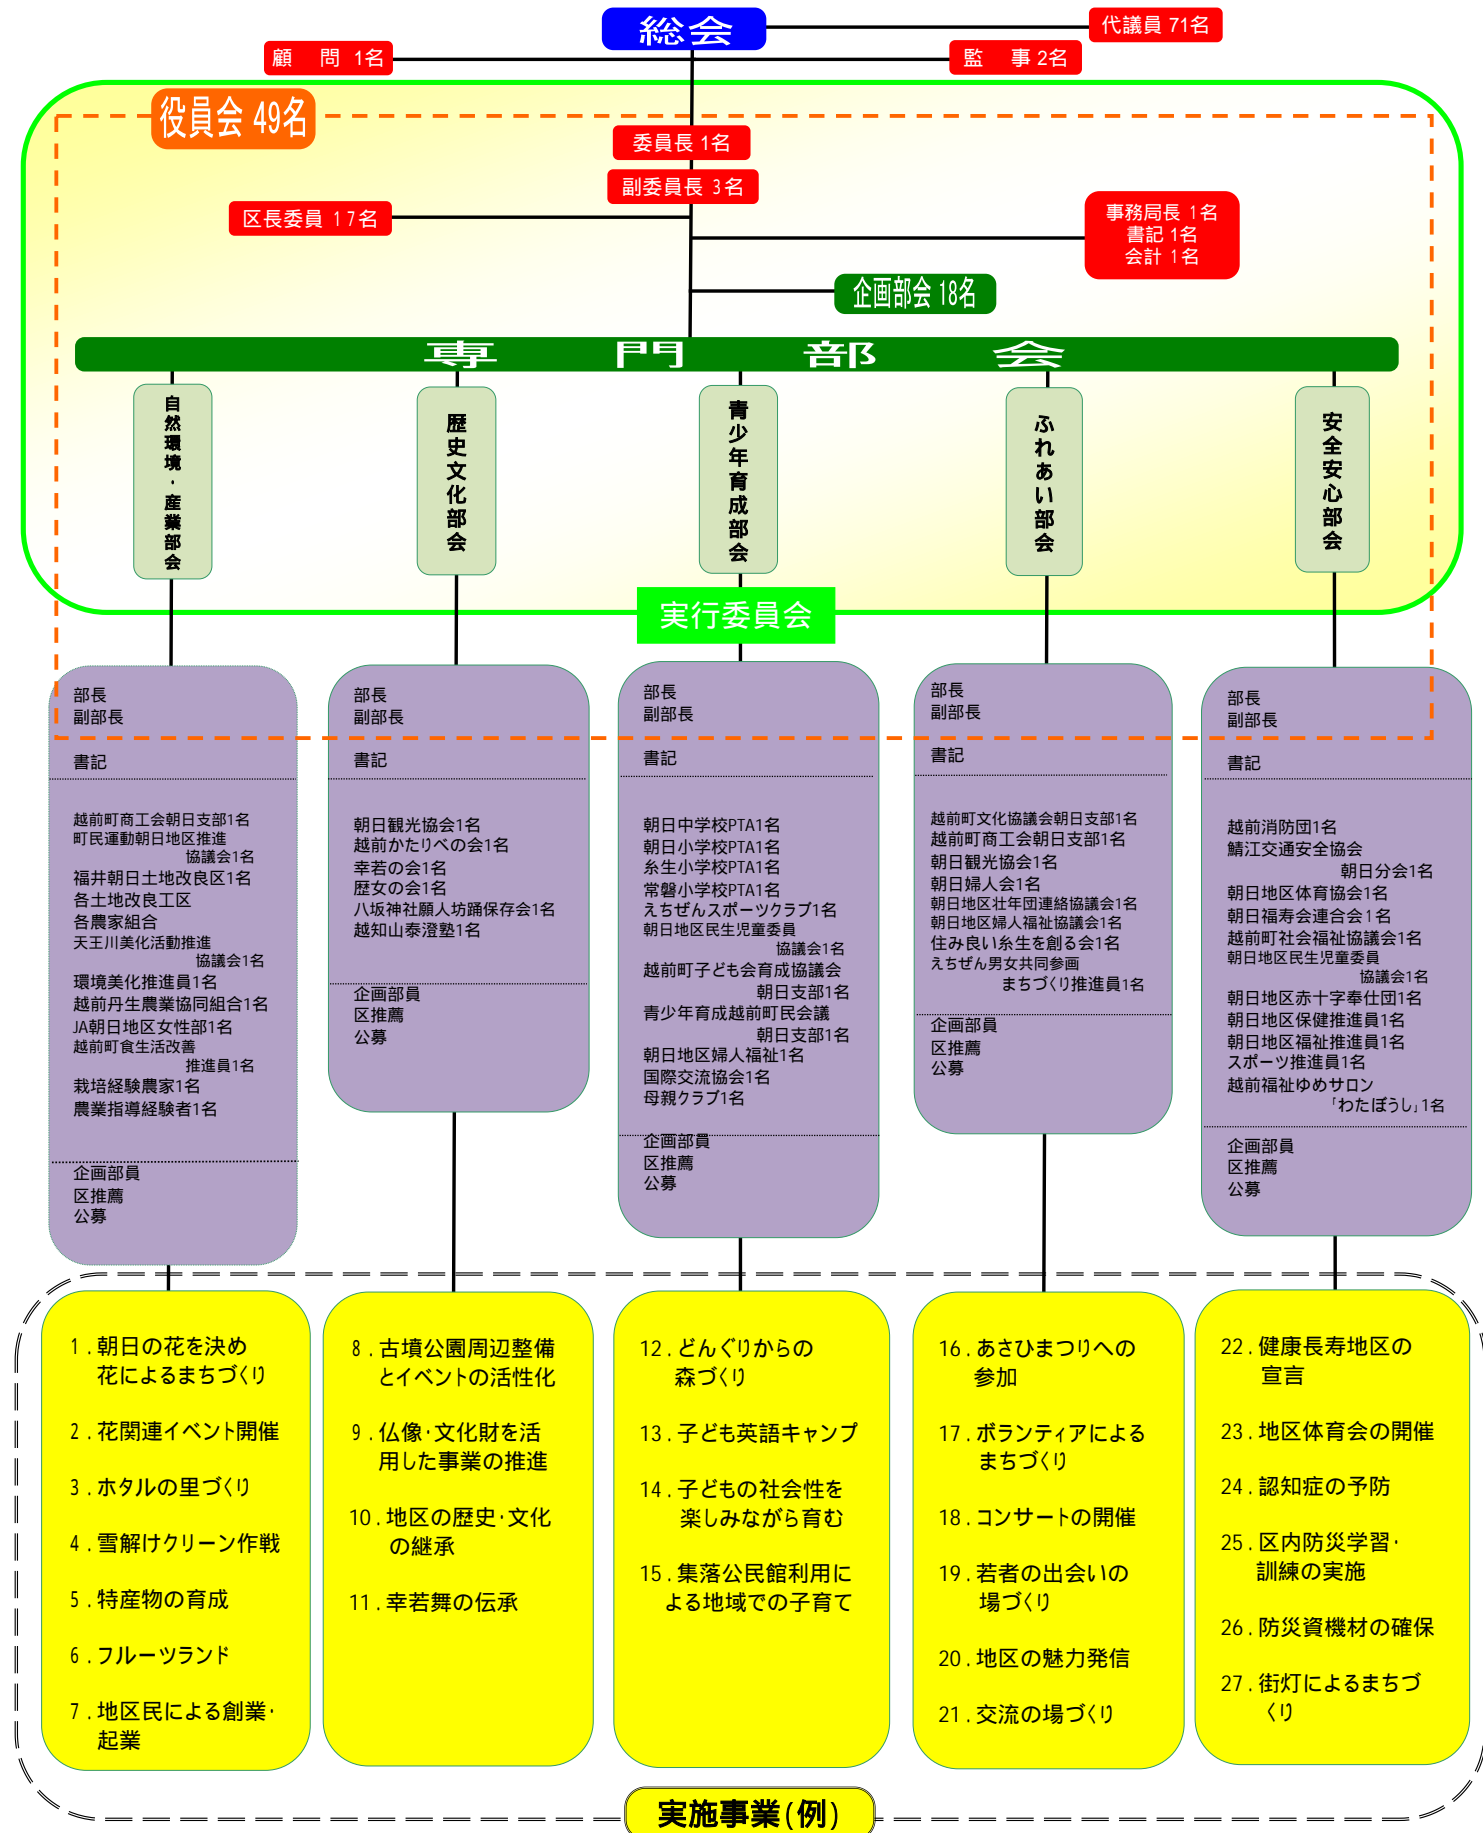 総会
代議員 71名
顧　問 1名
監　事 2名
役員会 49名
委員長 1名
副委員長 3名
区長委員 17名
事務局長 1名
書記 1名
会計 1名
企画部会 18名
専門部会
自然環境・産業部会
歴史文化部会
青少年育成部会
ふれあい部会
安全安心部会
実行委員会
部長
副部長
書記
越前町商工会朝日支部1名
町民運動朝日地区推進
協議会1名
福井朝日土地改良区1名
各土地改良工区
各農家組合
天王川美化活動推進
協議会1名
環境美化推進員1名
越前丹生農業協同組合1名
JA朝日地区女性部1名
越前町食生活改善
推進員1名
栽培経験農家1名
農業指導経験者1名
企画部員
区推薦
公募
部長
副部長
書記
朝日観光協会1名
越前かたりべの会1名
幸若の会1名
歴女の会1名
八坂神社願人坊踊保存会1名
越知山泰澄塾1名
企画部員
区推薦
公募
部長
副部長
書記
朝日中学校PTA1名
朝日小学校PTA1名
糸生小学校PTA1名
常磐小学校PTA1名
えちぜんスポーツクラブ1名
朝日地区民生児童委員
協議会1名
越前町子ども会育成協議会
朝日支部1名
青少年育成越前町民会議
朝日支部1名
朝日地区婦人福祉1名
国際交流協会1名
母親クラブ1名
企画部員
区推薦
公募
部長
副部長
書記
越前町文化協議会朝日支部1名
越前町商工会朝日支部1名
朝日観光協会1名
朝日婦人会1名
朝日地区壮年団連絡協議会1名
朝日地区婦人福祉協議会1名
住み良い糸生を創る会1名
えちぜん男女共同参画
まちづくり推進員1名
企画部員
区推薦
公募
部長
副部長
書記
越前消防団1名
鯖江交通安全協会
朝日分会1名
朝日地区体育協会1名
朝日福寿会連合会1名
越前町社会福祉協議会1名
朝日地区民生児童委員
協議会1名
朝日地区赤十字奉仕団1名
朝日地区保健推進員1名
朝日地区福祉推進員1名
スポーツ推進員1名
越前福祉ゆめサロン
「わたぼうし」1名
企画部員
区推薦
公募
1．朝日の花を決め
花によるまちづくり
2．花関連イベント開催
3．ホタルの里づくり
4．雪解けクリーン作戦
5．特産物の育成
6．フルーツランド
7．地区民による創業・
起業
8．古墳公園周辺整備
とイベントの活性化
9．仏像・文化財を活
用した事業の推進
10．地区の歴史・文化
の継承
11．幸若舞の伝承
12．どんぐりからの
森づくり
13．子ども英語キャンプ
14．子どもの社会性を
楽しみながら育む
15．集落公民館利用に
よる地域での子育て
16．あさひまつりへの
参加
17．ボランティアによる
まちづくり
18．コンサートの開催
19．若者の出会いの
場づくり
20．地区の魅力発信
21．交流の場づくり
22．健康長寿地区の
宣言
23．地区体育会の開催
24．認知症の予防
25．区内防災学習・
訓練の実施
26．防災資機材の確保
27．街灯によるまちづ
くり
実施事業(例)